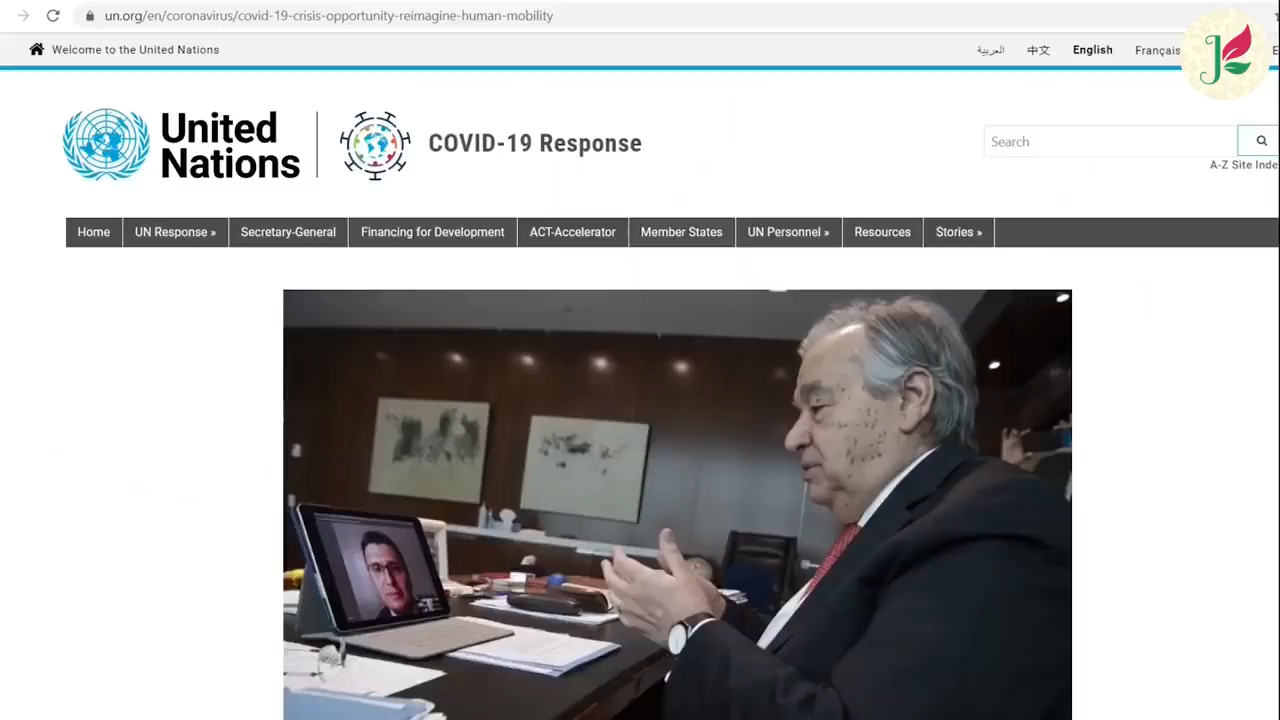 un.org/en/coronavirus/covid-19-crisis-opportunity-reimagine-human-mobility
Welcome to the United Nations
العربية 中文 English Français E
J
United
Nations
COVID-19 Response
Search
A-Z Site Inde
Home UN Response » Secretary-General Financing for Development ACT-Accelerator Member States UN Personnel » Resources Stories »